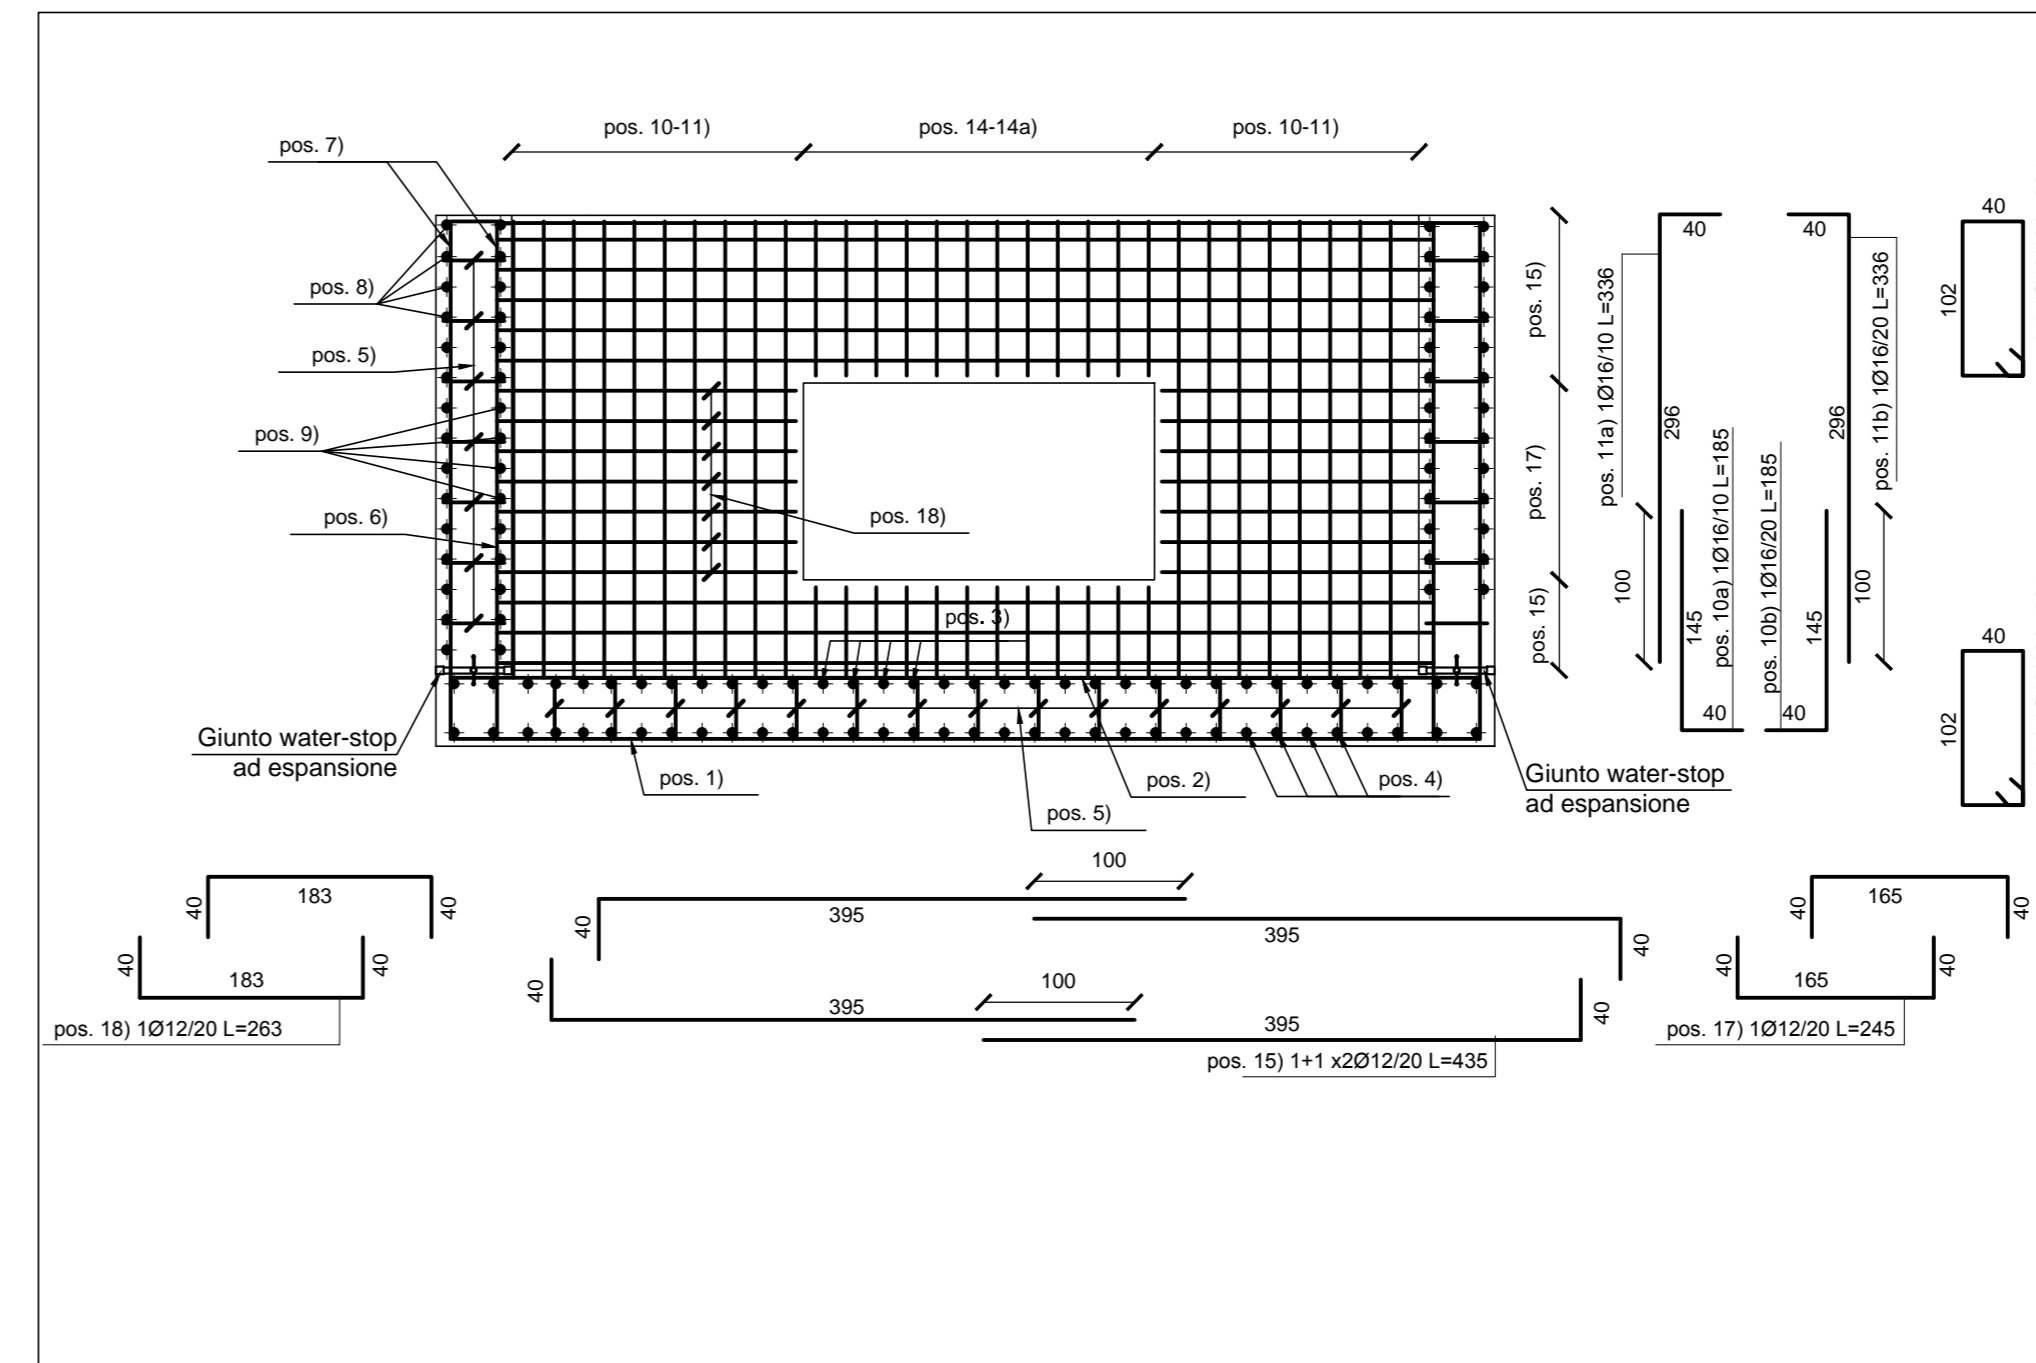 pos. 10-11)
pos. 14-14a)
pos. 10-11)
pos. 7)
pos. 8)
pos. 5)
pos. 9)
pos. 6)
pos. 18)
pos. 3)
pos. 15)
pos. 17)
pos. 15)
Giunto water-stop
ad espansione
pos. 1)
pos. 2)
pos. 5)
pos. 4)
Giunto water-stop
ad espansione
40
40
pos. 11a) 1Ø16/10 L=336
296
296
pos. 11b) 1Ø16/20 L=336
100
145
pos. 10a) 1Ø16/10 L=185
pos. 10b) 1Ø16/20 L=185
145
100
40
40
40
102
40
102
183
40
40
40
183
40
pos. 18) 1Ø12/20 L=263
100
395
40
395
40
40
395
100
395
40
pos. 15) 1+1 x2Ø12/20 L=435
165
40
40
40
165
40
pos. 17) 1Ø12/20 L=245